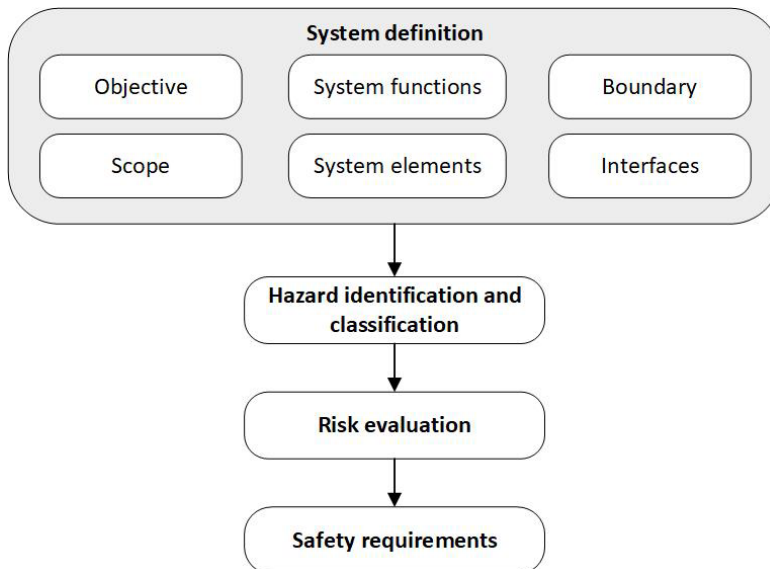 System definition
Objective
System functions
Boundary
Scope
System elements
Interfaces
Hazard identification and
classification
Risk evaluation
Safety requirements